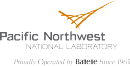 Pacific Northwest
NATIONAL LABORATORY
Proudly Operated by Battelle Since 1965